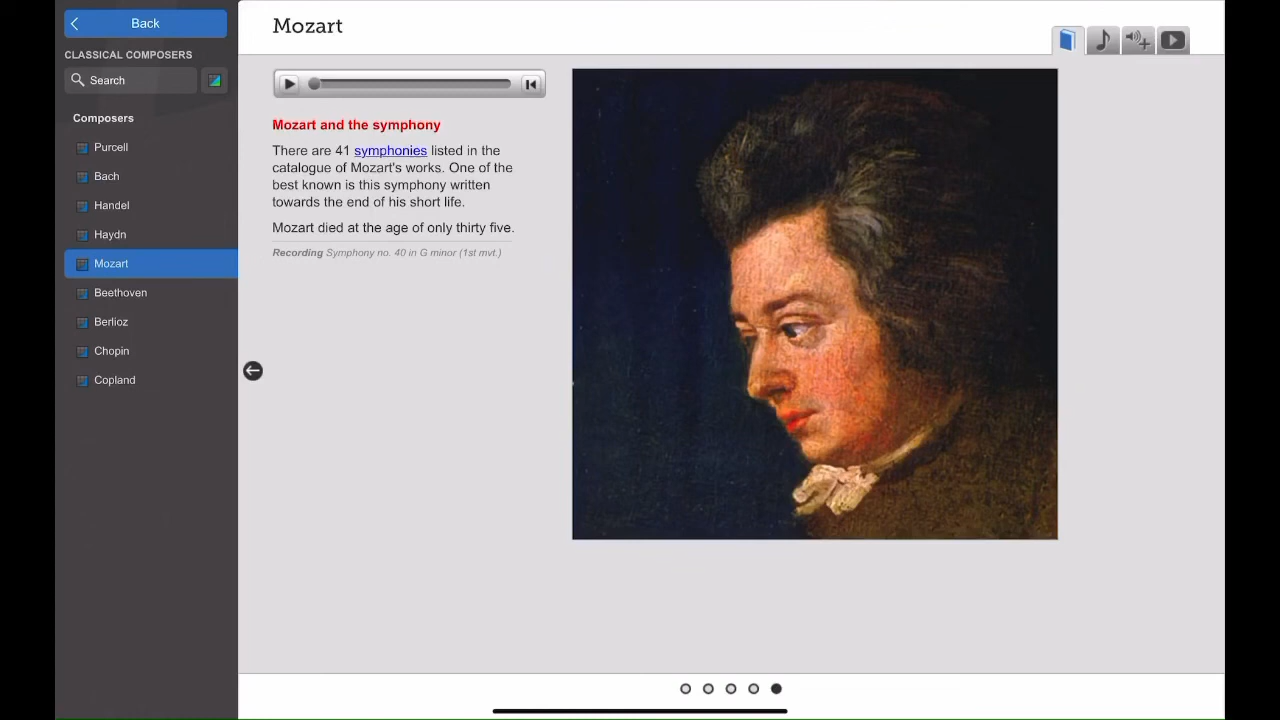 Back
CLASSICAL COMPOSERS
Search
Composers
Purcell
Bach
Handel
Haydn
Mozart
Beethoven
Berlioz
Chopin
Copland
Mozart
Mozart and the symphony
There are 41 symphonies listed in the
catalogue of Mozart's works. One of the
best known is this symphony written
towards the end of his short life.
Mozart died at the age of only thirty five.
Recording Symphony no. 40 in G minor (1st mvt.)